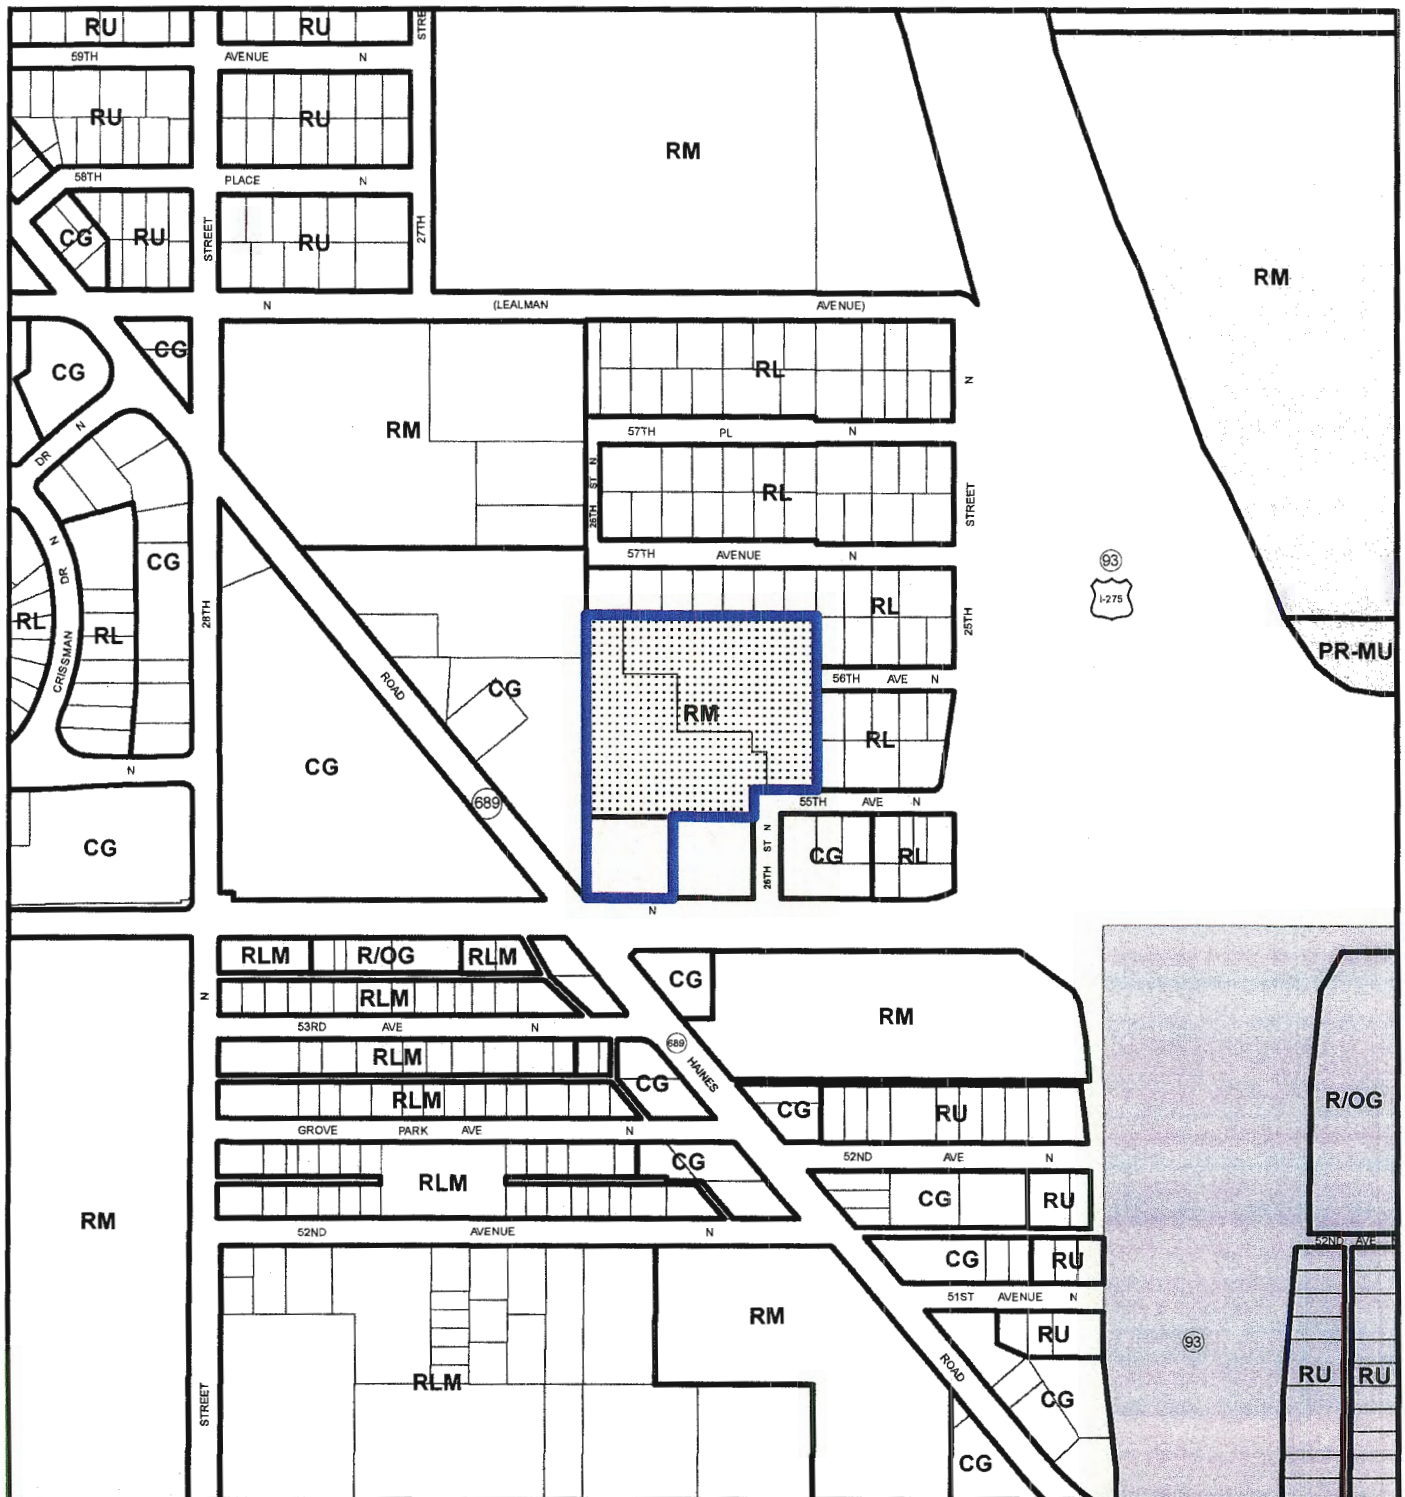 RU RU STRE
59TH AVENUE N
RU RU
RM
58TH PLACE N
CG RU STREET RU 27TH
RM
N (LEALMAN AVENUE)
CG CG RL N
RM
57TH PL N
DR N
26TH ST N RL STREET
N DR CG
57TH AVENUE N
93
I-275
RL CRISSMAN RL 28TH RL 25TH
PR-MU
56TH AVE N
ROAD CG RM
RL
N CG
689
55TH AVE N
CG 26TH ST N CG RL
N
RLM R/OG RLM
CG
N RLM
RM
53RD AVE N
RLM 689 HAINES
CG
RLM CG RU R/OG
GROVE PARK AVE N
52ND AVE N
CG
RLM
CG RU
RM
52ND AVENUE N
52ND AVE
CG RU
51ST AVENUE N
RM
RU 93
ROAD
RLM RU RU
STREET CG
CG